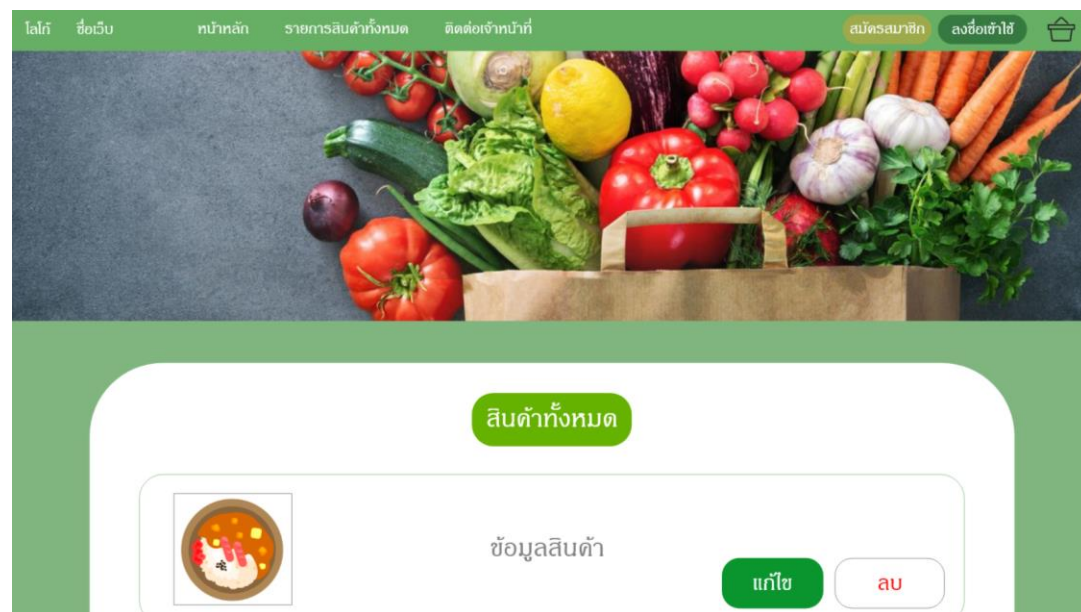 โลโก้ ชื่อเว็บ หน้าหลัก รายการสินค้าทั้งหมด ติดต่อเจ้าหน้าที่ สมัครสมาชิก ลงชื่อเข้าใช้
สินค้าทั้งหมด
ข้อมูลสินค้า
แก้ไข ลบ